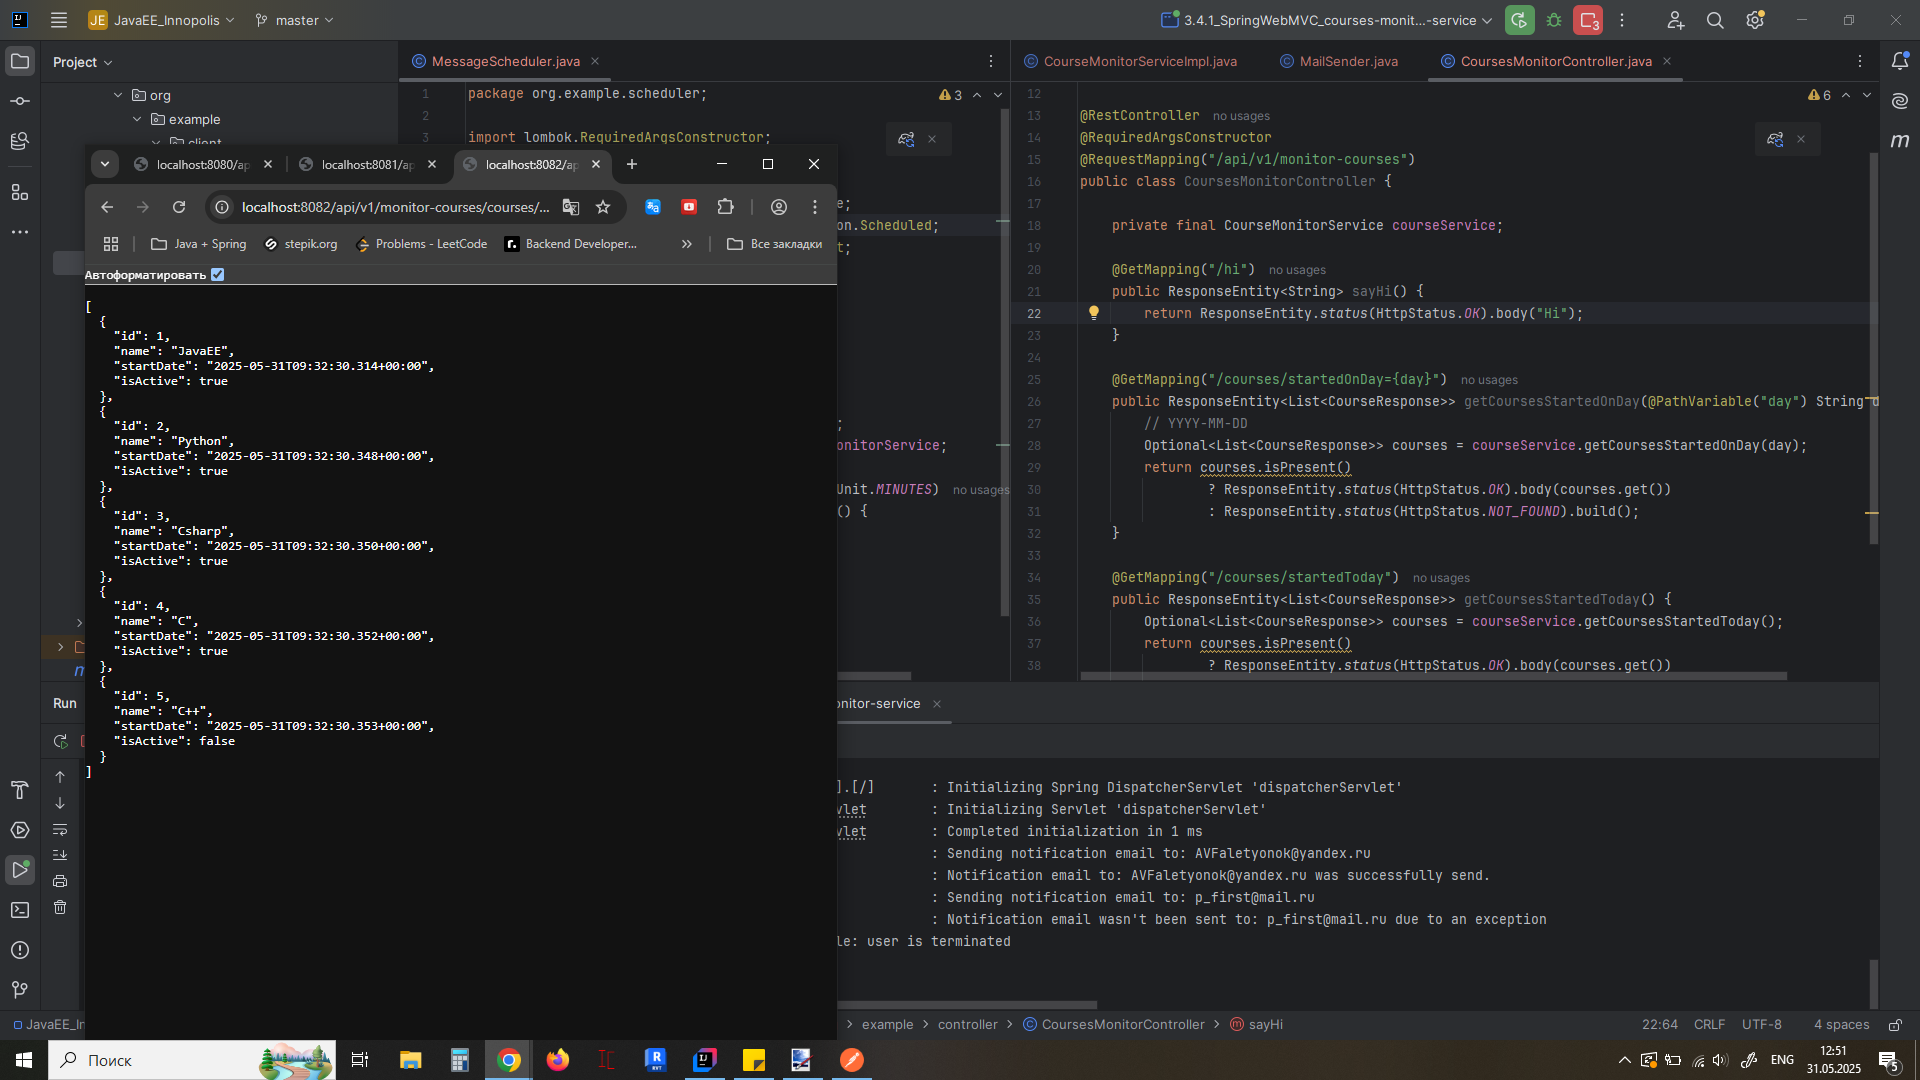 JE JavaEE_Innopolis
master
3.4.1_SpringWebMVC_courses-monit...-service
3
Project
org
example
MessageScheduler.java
CourseMonitorServiceImpl.java
MailSender.java
CoursesMonitorController.java
1 package org.example.scheduler;
2
3 import lombok.RequiredArgsConstructor;
3
e;
on.Scheduled;
t;
;
onitorService;
Unit.MINUTES) no usages
() {
localhost:8080/ap
localhost:8081/ap
localhost:8082/ap
localhost:8082/api/v1/monitor-courses/courses/...
Java + Spring
stepik.org
Problems - LeetCode
Backend Developer...
Все закладки
Автоформатировать
[
{
"id": 1,
"name": "JavaEE",
"startDate": "2025-05-31T09:32:30.314+00:00",
"isActive": true
},
{
"id": 2,
"name": "Python",
"startDate": "2025-05-31T09:32:30.348+00:00",
"isActive": true
},
{
"id": 3,
"name": "Csharp",
"startDate": "2025-05-31T09:32:30.350+00:00",
"isActive": true
},
{
"id": 4,
"name": "C",
"startDate": "2025-05-31T09:32:30.352+00:00",
"isActive": true
},
{
"id": 5,
"name": "C++",
"startDate": "2025-05-31T09:32:30.353+00:00",
"isActive": false
}
]
6
12
13 @RestController no usages
14 @RequiredArgsConstructor
15 @RequestMapping("/api/v1/monitor-courses")
16 public class CoursesMonitorController {
17
18 private final CourseMonitorService courseService;
19
20 @GetMapping("/hi") no usages
21 public ResponseEntity<String> sayHi() {
22 return ResponseEntity.status(HttpStatus.OK).body("Hi");
23 }
24
25 @GetMapping("/courses/startedOnDay={day}") no usages
26 public ResponseEntity<List<CourseResponse>> getCoursesStartedOnDay(@PathVariable("day") String d
27 // YYYY-MM-DD
28 Optional<List<CourseResponse>> courses = courseService.getCoursesStartedOnDay(day);
29 return courses.isPresent()
30 ? ResponseEntity.status(HttpStatus.OK).body(courses.get())
31 : ResponseEntity.status(HttpStatus.NOT_FOUND).build();
32 }
33
34 @GetMapping("/courses/startedToday") no usages
35 public ResponseEntity<List<CourseResponse>> getCoursesStartedToday() {
36 Optional<List<CourseResponse>> courses = courseService.getCoursesStartedToday();
37 return courses.isPresent()
38 ? ResponseEntity.status(HttpStatus.OK).body(courses.get())
Run
onitor-service
].[/] : Initializing Spring DispatcherServlet 'dispatcherServlet'
vlet : Initializing Servlet 'dispatcherServlet'
vlet : Completed initialization in 1 ms
: Sending notification email to: AVFaletyonok@yandex.ru
: Notification email to: AVFaletyonok@yandex.ru was successfully send.
: Sending notification email to: p_first@mail.ru
: Notification email wasn't been sent to: p_first@mail.ru due to an exception
le: user is terminated
JavaEE_In
example
controller
CoursesMonitorController
sayHi
22:64
CRLF
UTF-8
4 spaces
Поиск
ENG
12:51
31.05.2025
5